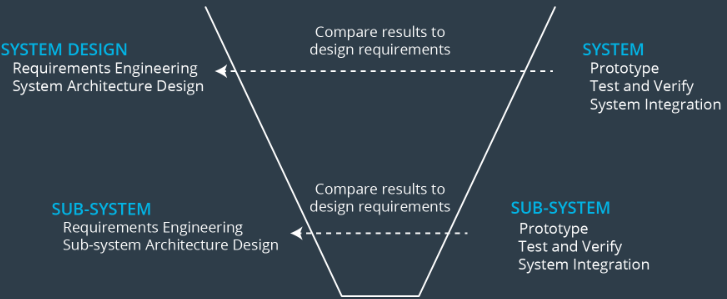 Compare results to
design requirements
SYSTEM DESIGN
Requirements Engineering
System Architecture Design
SYSTEM
Prototype
Test and Verify
System Integration
Compare results to
design requirements
SUB-SYSTEM
Requirements Engineering
Sub-system Architecture Design
SUB-SYSTEM
Prototype
Test and Verify
System Integration